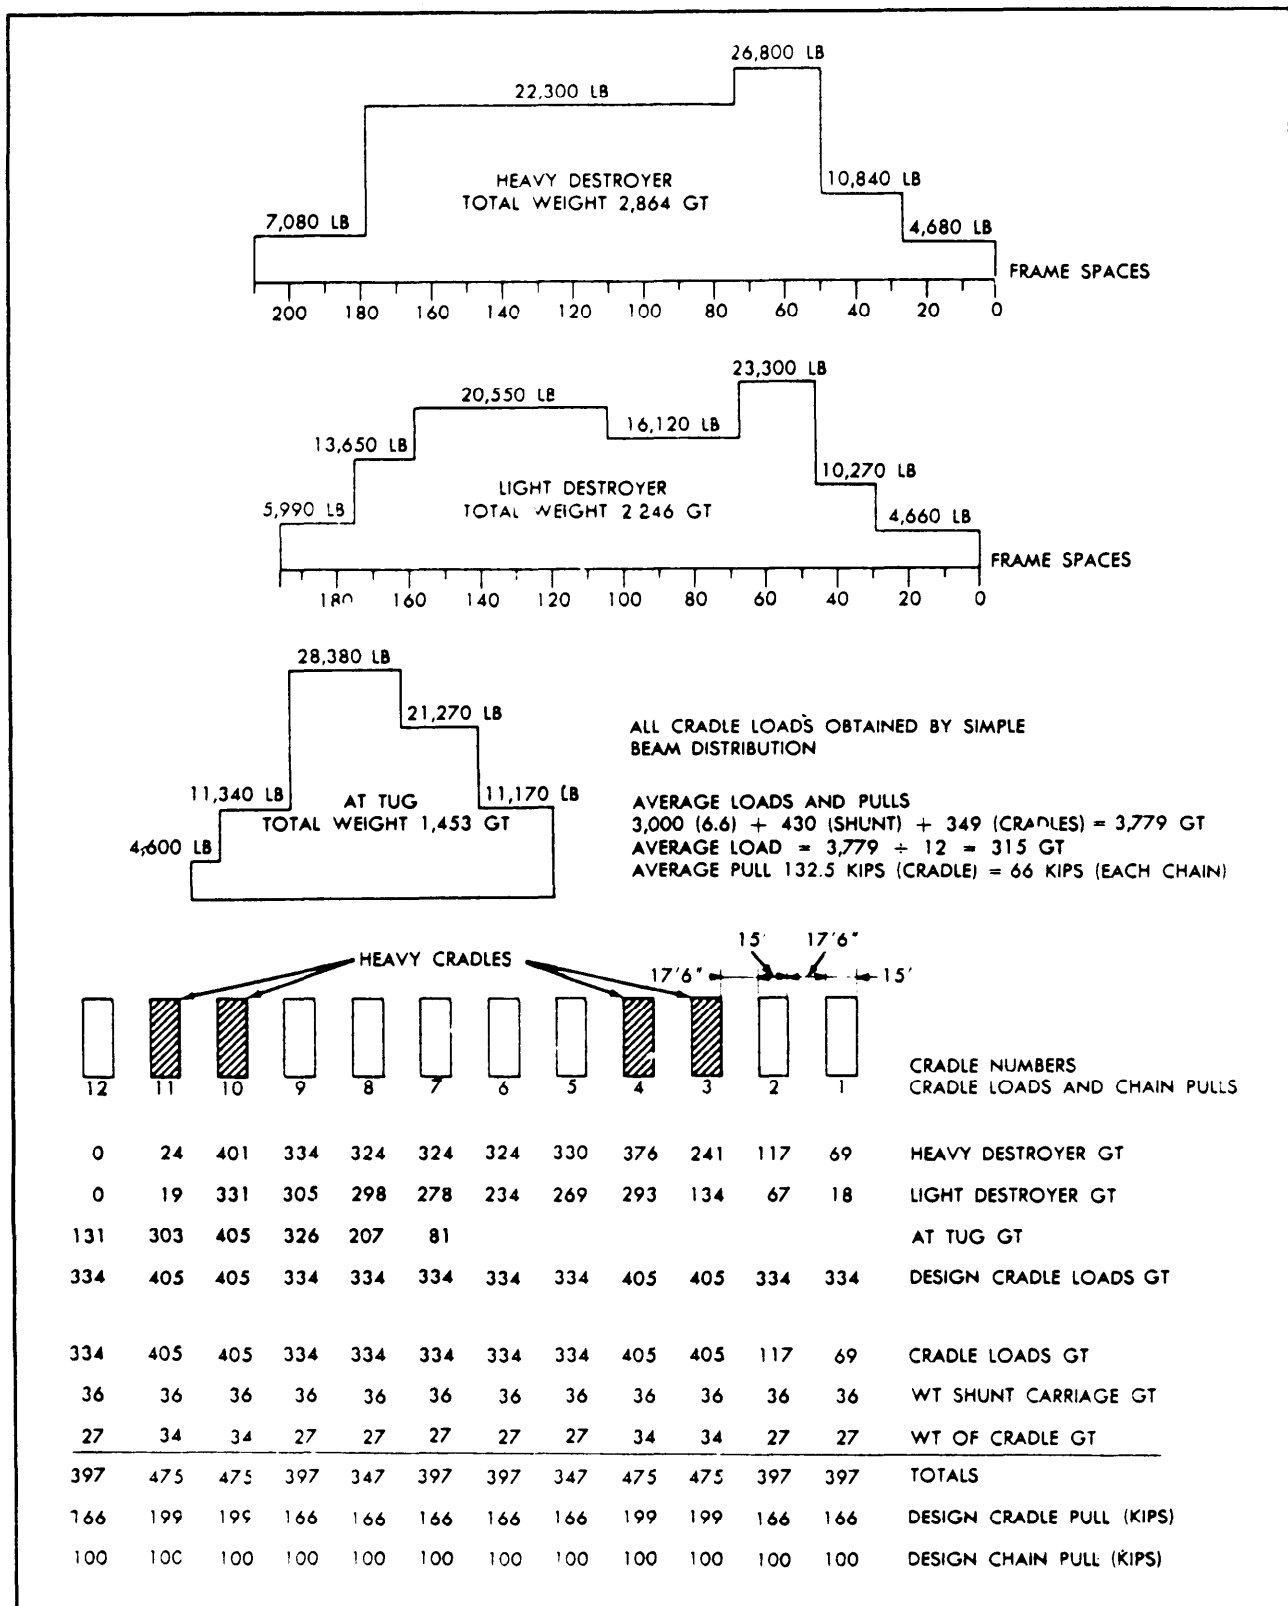 26,800 LB
22,300 LB
HEAVY DESTROYER
TOTAL WEIGHT 2,864 GT
10,840 LB
7,080 LB
4,680 LB
FRAME SPACES
200 180 160 140 120 100 80 60 40 20 0
23,300 LB
20,550 LB
16,120 LB
13,650 LB
10,270 LB
LIGHT DESTROYER
TOTAL WEIGHT 2 246 GT
5,990 LB
4,660 LB
FRAME SPACES
180 160 140 120 100 80 60 40 20 0
28,380 LB
21,270 LB
ALL CRADLE LOADS OBTAINED BY SIMPLE
BEAM DISTRIBUTION
11,340 LB
11,170 LB
AT TUG
TOTAL WEIGHT 1,453 GT
4,600 LB
AVERAGE LOADS AND PULLS
3,000 (6.6) + 430 (SHUNT) + 349 (CRADLES) = 3,779 GT
AVERAGE LOAD = 3,779 ÷ 12 = 315 GT
AVERAGE PULL 132.5 KIPS (CRADLE) = 66 KIPS (EACH CHAIN)
15' 17'6"
HEAVY CRADLES
17'6" 15'
CRADLE NUMBERS
12 11 10 9 8 7 6 5 4 3 2 1 CRADLE LOADS AND CHAIN PULLS
0 24 401 334 324 324 324 330 376 241 117 69 HEAVY DESTROYER GT
0 19 331 305 298 278 234 269 293 134 67 18 LIGHT DESTROYER GT
131 303 405 326 207 81 AT TUG GT
334 405 405 334 334 334 334 334 405 405 334 334 DESIGN CRADLE LOADS GT
334 405 405 334 334 334 334 334 405 405 117 69 CRADLE LOADS GT
36 36 36 36 36 36 36 36 36 36 36 36 WT SHUNT CARRIAGE GT
27 34 34 27 27 27 27 27 34 34 27 27 WT OF CRADLE GT
397 475 475 397 347 397 397 347 475 475 397 397 TOTALS
166 199 199 166 166 166 166 166 199 199 166 166 DESIGN CRADLE PULL (KIPS)
100 100 100 100 100 100 100 100 100 100 100 100 DESIGN CHAIN PULL (KIPS)